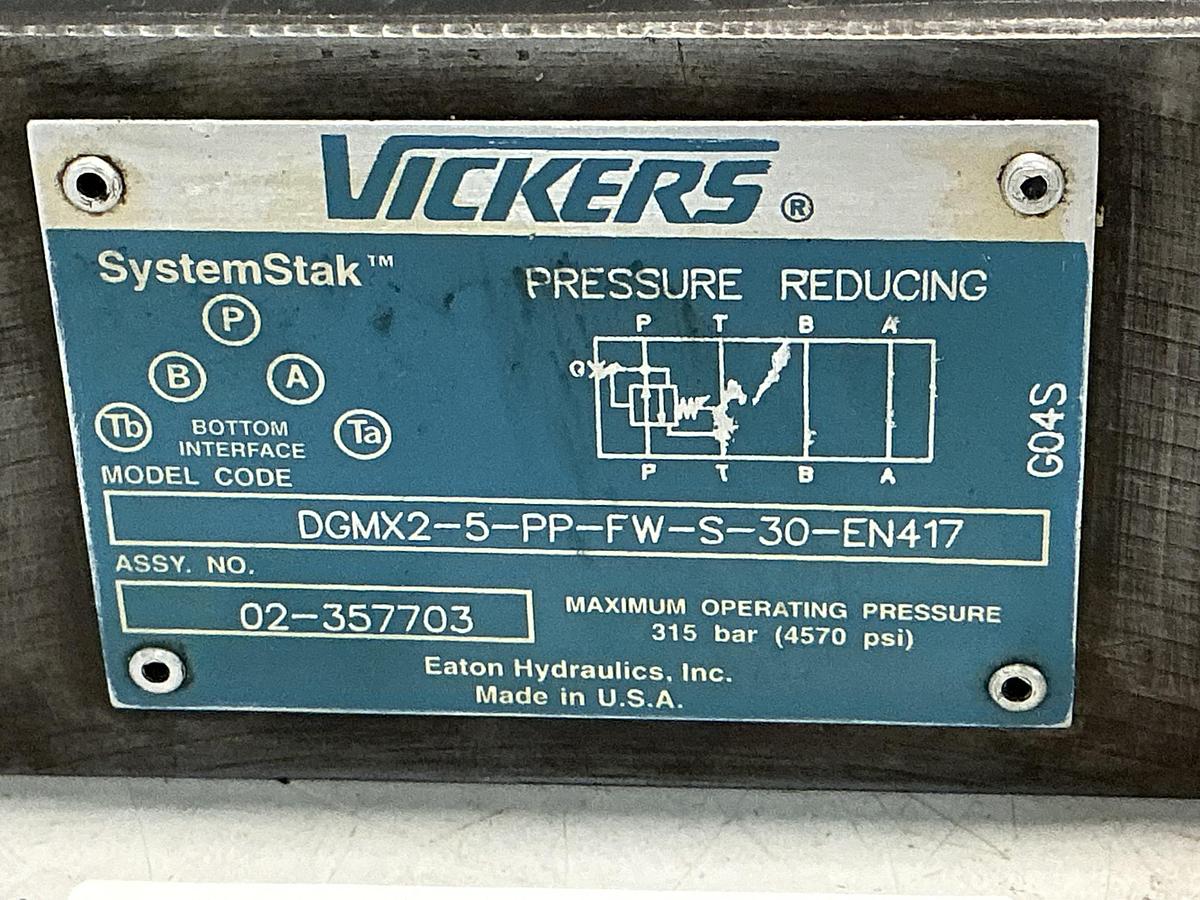 VICKERS®
SystemStak™
PRESSURE REDUCING
P
B A
Tb Ta
BOTTOM
INTERFACE
P T B A
G
P T B A
G04S
MODEL CODE
DGMX2-5-PP-FW-S-30-EN417
ASSY. NO.
02-357703
MAXIMUM OPERATING PRESSURE
315 bar (4570 psi)
Eaton Hydraulics, Inc.
Made in U.S.A.